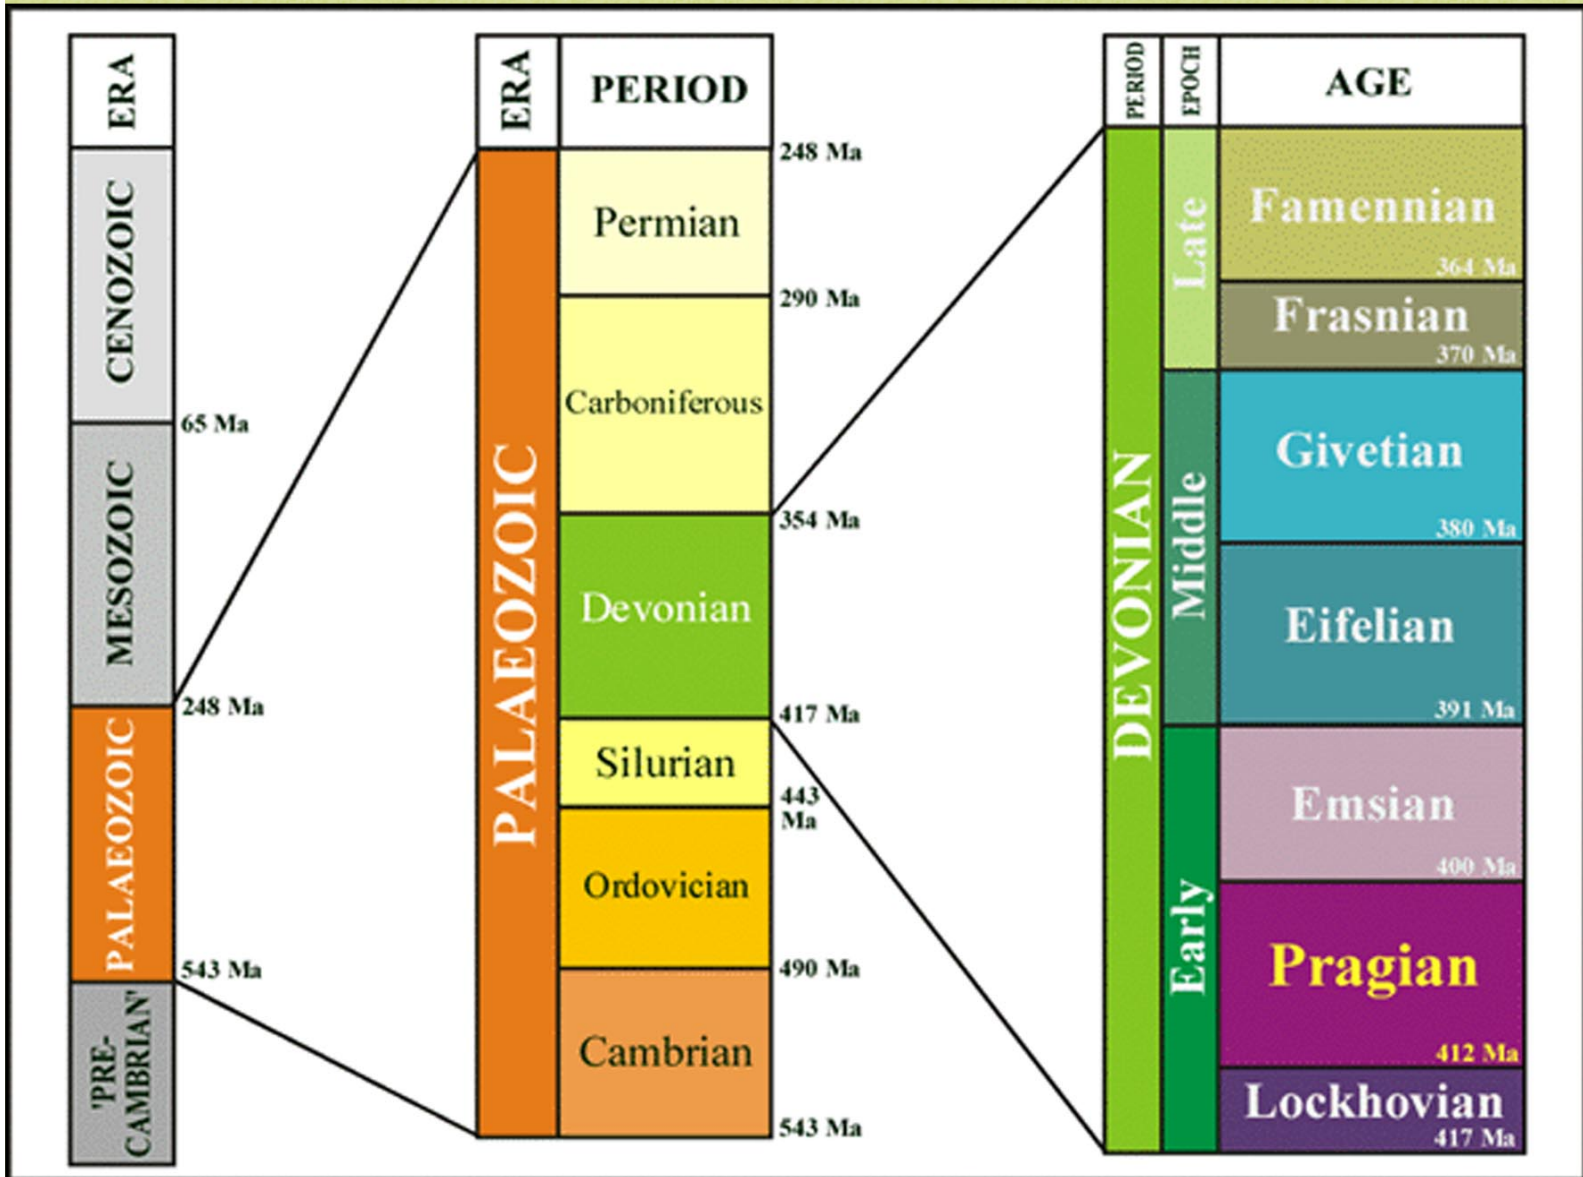 ERA
CENOZOIC
65 Ma
MESOZOIC
248 Ma
PALAEOZOIC
543 Ma
'PRE-
CAMBRIAN'
ERA
PERIOD
248 Ma
PALAEOZOIC
Permian
290 Ma
Carboniferous
354 Ma
Devonian
417 Ma
Silurian
443
Ma
Ordovician
490 Ma
Cambrian
543 Ma
PERIOD
EPOCH
AGE
DEVONIAN
Late
Famennian
364 Ma
Frasnian
370 Ma
Middle
Givetian
380 Ma
Eifelian
391 Ma
Early
Emsian
400 Ma
Pragian
412 Ma
Lockhovian
417 Ma